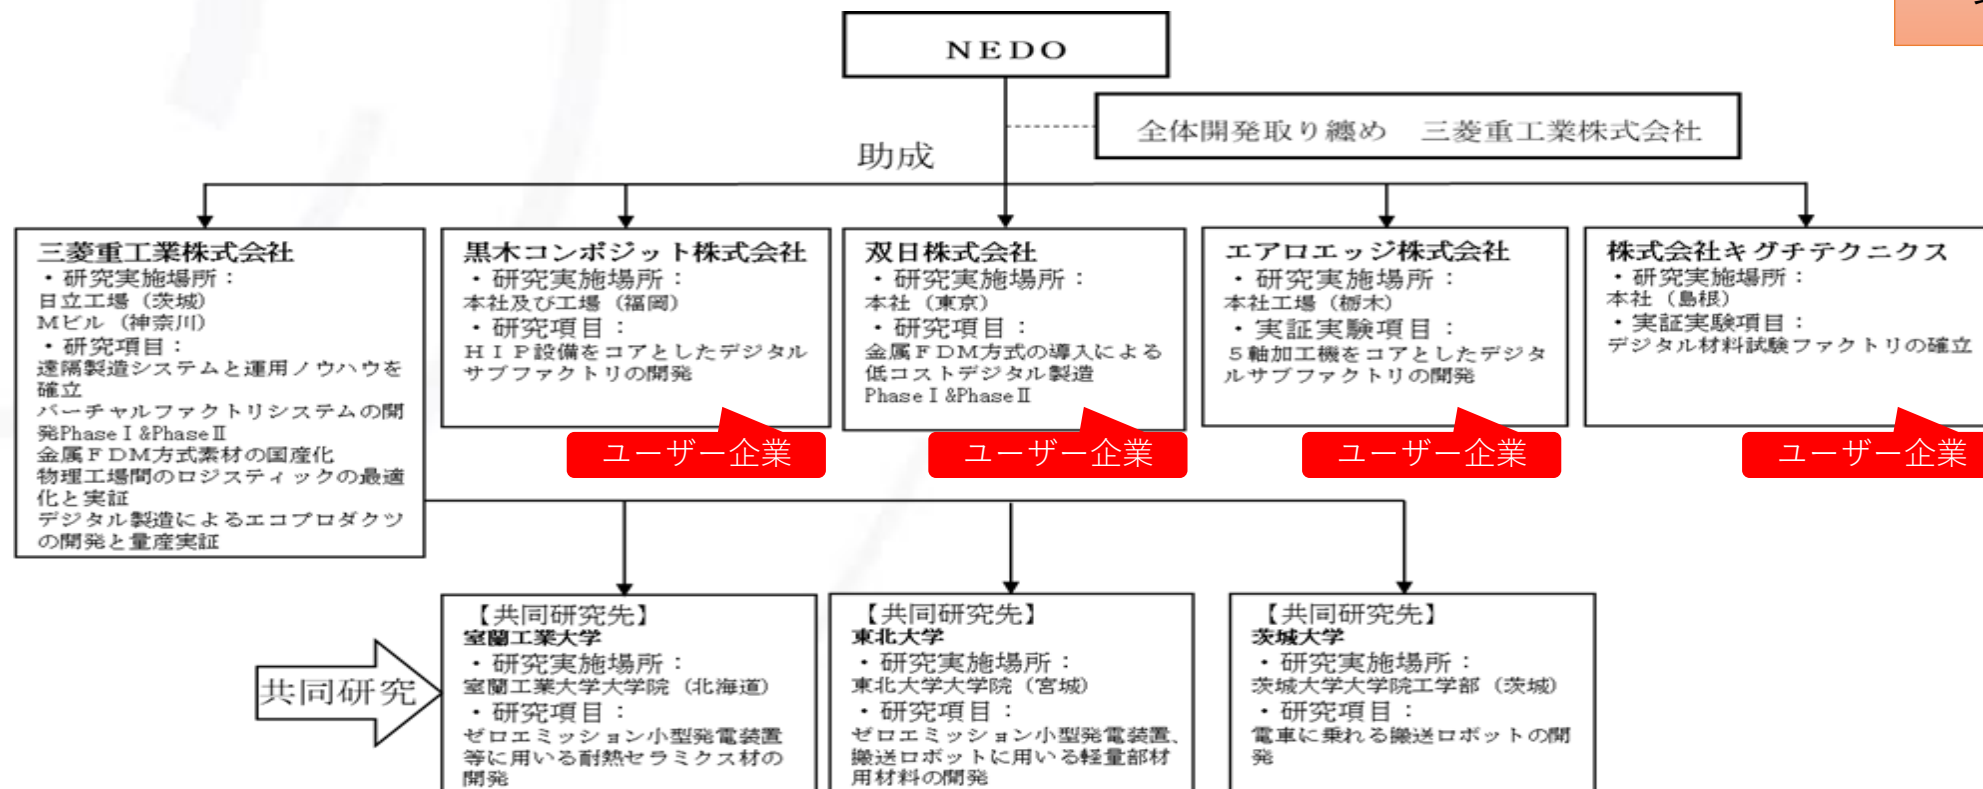 NEDO
全体開発取り纏め　三菱重工業株式会社
助成
三菱重工業株式会社
・研究実施場所：
日立工場（茨城）
Mビル（神奈川）
・研究項目：
遠隔製造システムと運用ノウハウを
確立
バーチャルファクトリシステムの開
発PhaseⅠ&PhaseⅡ
金属ＦＤＭ方式素材の国産化
物理工場間のロジスティックの最適
化と実証
デジタル製造によるエコプロダクツ
の開発と量産実証
黒木コンポジット株式会社
・研究実施場所：
本社及び工場（福岡）
・研究項目：
ＨＩＰ設備をコアとしたデジタル
サブファクトリの開発
ユーザー企業
双日株式会社
・研究実施場所：
本社（東京）
・研究項目：
金属ＦＤＭ方式の導入による
低コストデジタル製造
PhaseⅠ&PhaseⅡ
ユーザー企業
エアロエッジ株式会社
・研究実施場所：
本社工場（栃木）
・実証実験項目：
５軸加工機をコアとしたデジタ
ルサブファクトリの開発
ユーザー企業
株式会社キグチテクニクス
・研究実施場所：
本社（島根）
・実証実験項目：
デジタル材料試験ファクトリの確立
ユーザー企業
共同研究
【共同研究先】
室蘭工業大学
・研究実施場所：
室蘭工業大学大学院（北海道）
・研究項目：
ゼロエミッション小型発電装置
等に用いる耐熱セラミクス材の
開発
【共同研究先】
東北大学
・研究実施場所：
東北大学大学院（宮城）
・研究項目：
ゼロエミッション小型発電装置、
搬送ロボットに用いる軽量部材
用材料の開発
【共同研究先】
茨城大学
・研究実施場所：
茨城大学大学院工学部（茨城）
・研究項目：
電車に乗れる搬送ロボットの開
発